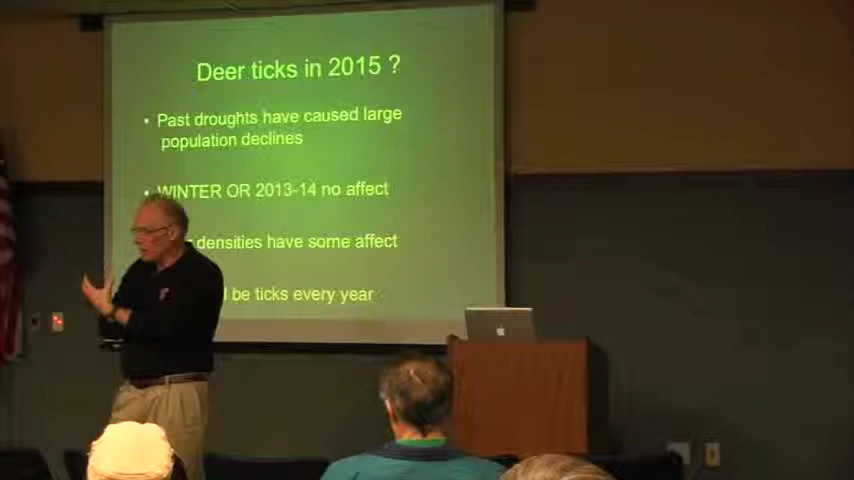 Deer ticks in 2015 ?
• Past droughts have caused large
population declines
• WINTER OR 2013-14 no affect
densities have some affect
be ticks every year